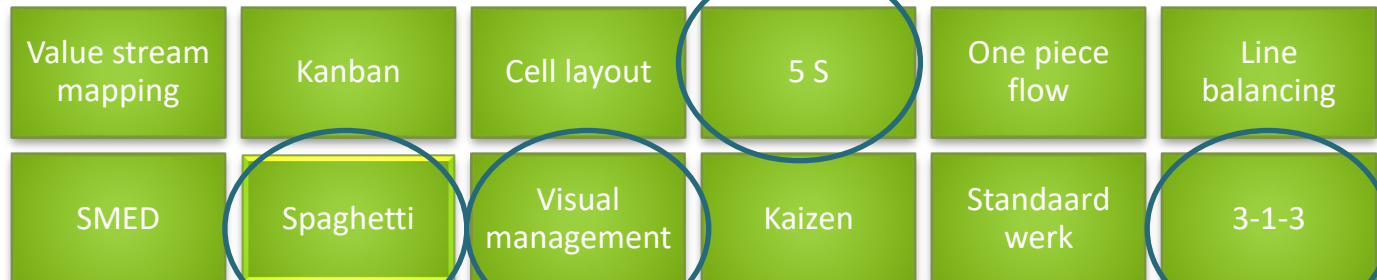 Value stream
mapping
Kanban
Cell layout
5 S
One piece
flow
Line
balancing
SMED
Spaghetti
Visual
management
Kaizen
Standaard
werk
3-1-3